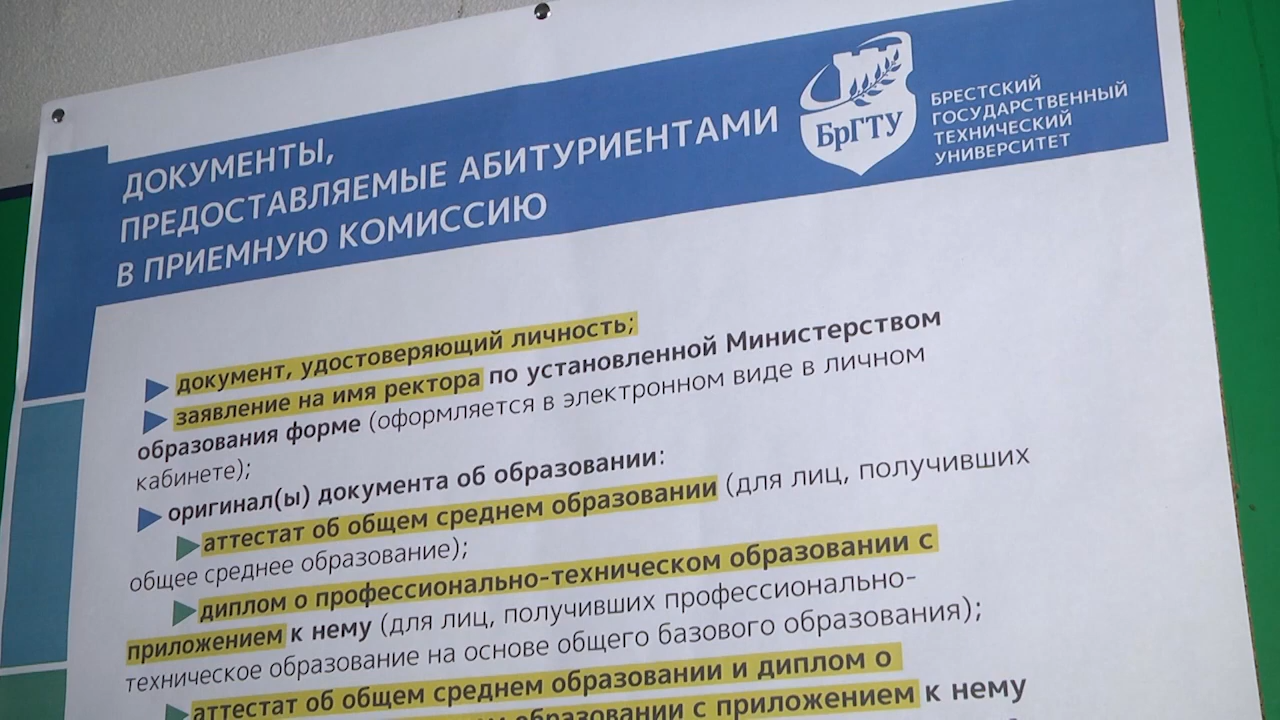 ДОКУМЕНТЫ,
ПРЕДОСТАВЛЯЕМЫЕ АБИТУРИЕНТАМИ
В ПРИЕМНУЮ КОМИССИЮ
БрГТУ
БРЕСТСКИЙ
ГОСУДАРСТВЕННЫЙ
ТЕХНИЧЕСКИЙ
УНИВЕРСИТЕТ
документ, удостоверяющий личность;
заявление на имя ректора по установленной Министерством
образования форме (оформляется в электронном виде в личном
кабинете);
оригинал(ы) документа об образовании:
аттестат об общем среднем образовании (для лиц, получивших
общее среднее образование);
диплом о профессионально-техническом образовании с
приложением к нему (для лиц, получивших профессионально-
техническое образование на основе общего базового образования);
аттестат об общем среднем образовании и диплом о
образовании с приложением к нему